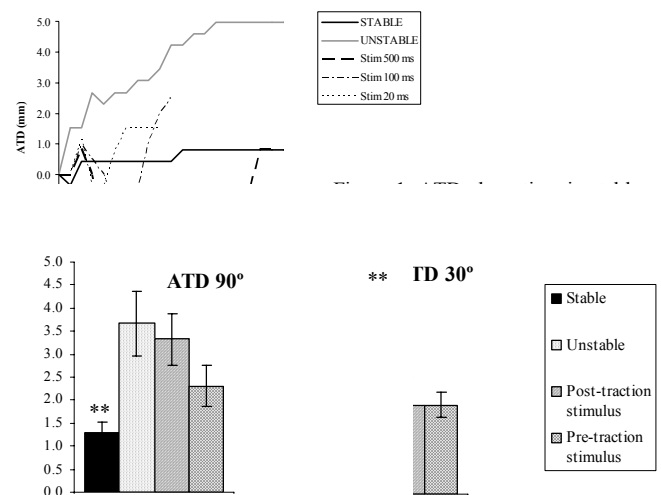 5.0
4.0
3.0
2.0
1.0
0.0
ATD (mm)
STABLE
UNSTABLE
Stim 500 ms
Stim 100 ms
Stim 20 ms
5.0
4.5
4.0
3.5
3.0
2.5
2.0
1.5
1.0
0.5
0.0
ATD 90º
**
** TD 30º
Stable
Unstable
Post-traction
stimulus
Pre-traction
stimulus